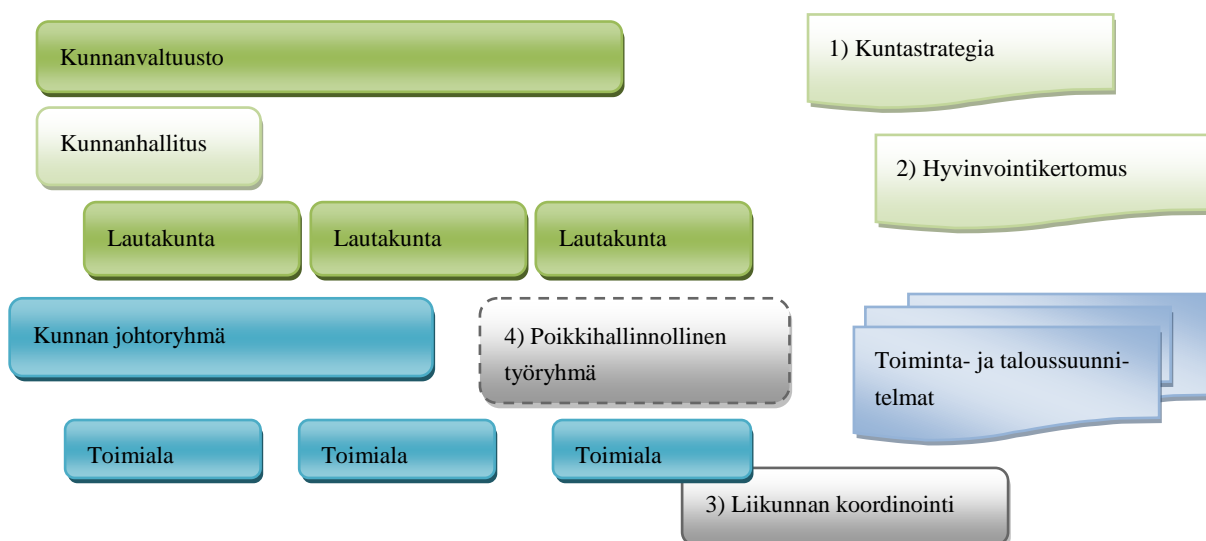 Kunnanvaltuusto
1) Kuntastrategia
Kunnanhallitus
2) Hyvinvointikertomus
Lautakunta
Lautakunta
Lautakunta
Kunnan johtoryhmä
4) Poikkihallinnollinen
työryhmä
Toiminta- ja taloussuunni-
telmat
Toimiala
Toimiala
Toimiala
3) Liikunnan koordinointi